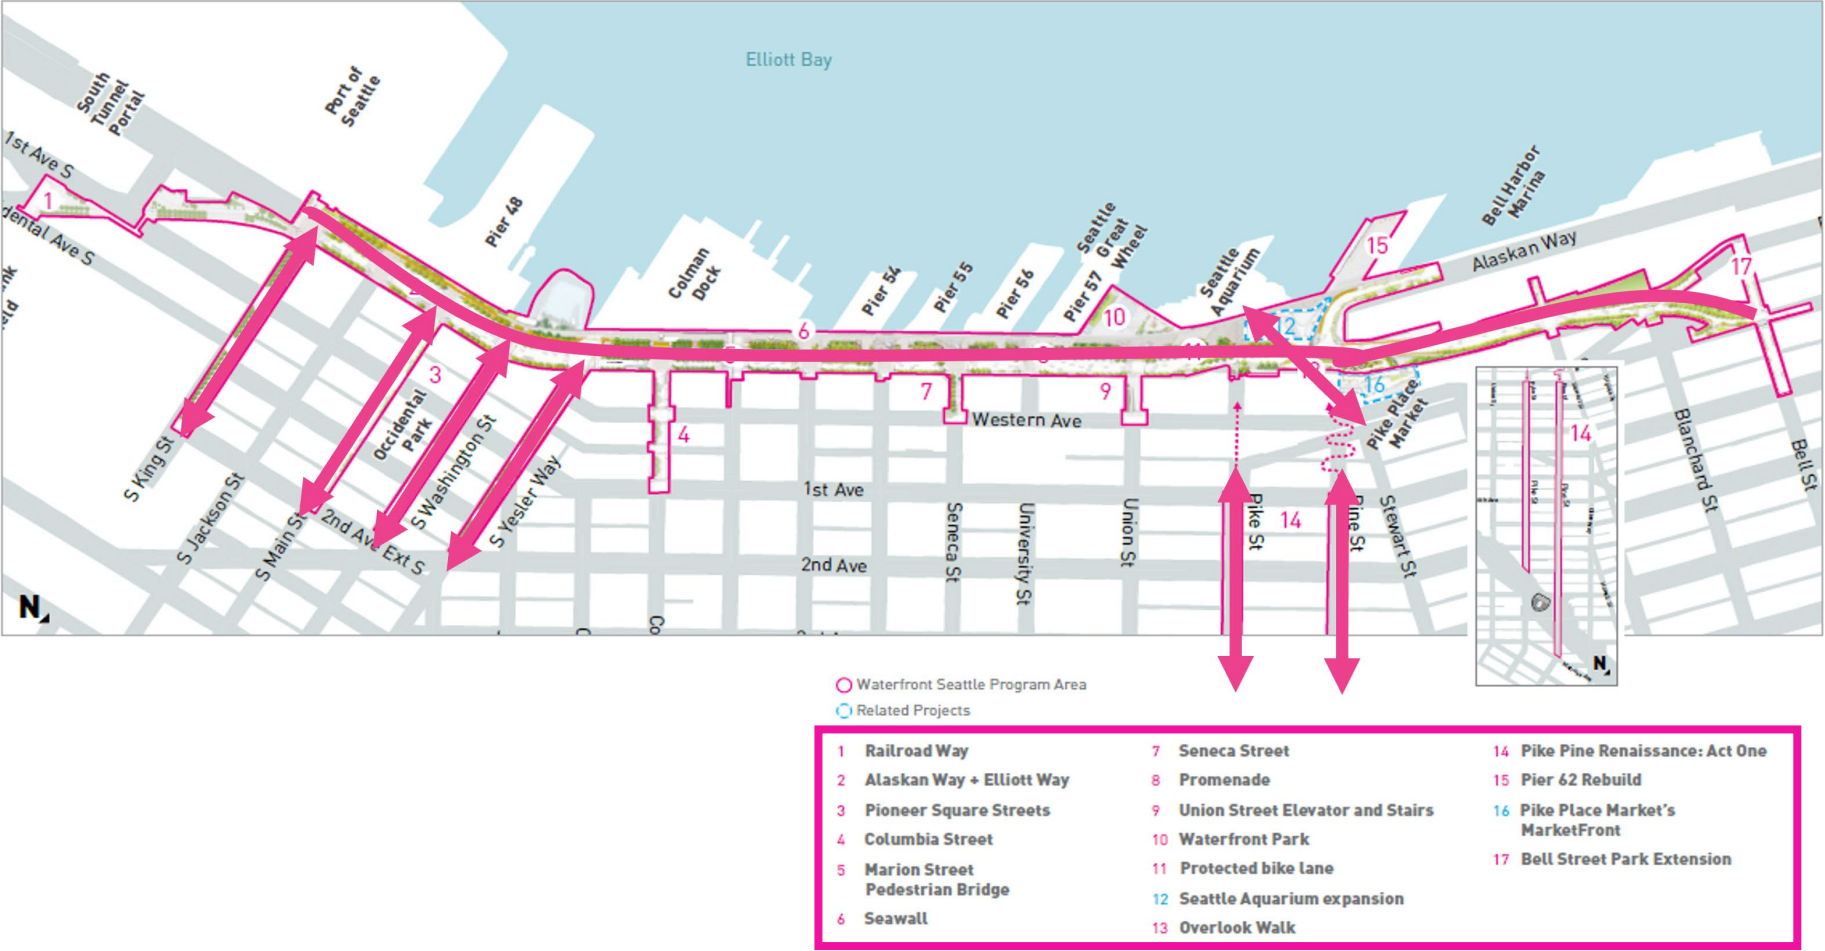 Elliott Bay
South
Tunnel
Portal
Port of
Seattle
1st Ave S
1
dental Ave S
Pier 48
Colman
Dock
Pier 54
Pier 55
Pier 56
Pier 57
Seattle
Great
Wheel
Seattle
Aquarium
Bell Harbor
Marina
Alaskan Way
15
17
10
12
6
3
Occidental
Park
7
9
16
Pike Place
Market
Western Ave
4
1st Ave
2nd Ave
S King St
S Jackson St
S Main St
2nd Ave Ext S
S Washington St
S Yesler Way
Seneca St
University St
Union St
Pike St
14
Pine St
Stewart St
Blanchard St
Bell St
14
Pike St
Pine St
N
N
Waterfront Seattle Program Area
Related Projects
1 Railroad Way
2 Alaskan Way + Elliott Way
3 Pioneer Square Streets
4 Columbia Street
5 Marion Street
Pedestrian Bridge
6 Seawall
7 Seneca Street
8 Promenade
9 Union Street Elevator and Stairs
10 Waterfront Park
11 Protected bike lane
12 Seattle Aquarium expansion
13 Overlook Walk
14 Pike Pine Renaissance: Act One
15 Pier 62 Rebuild
16 Pike Place Market's
MarketFront
17 Bell Street Park Extension